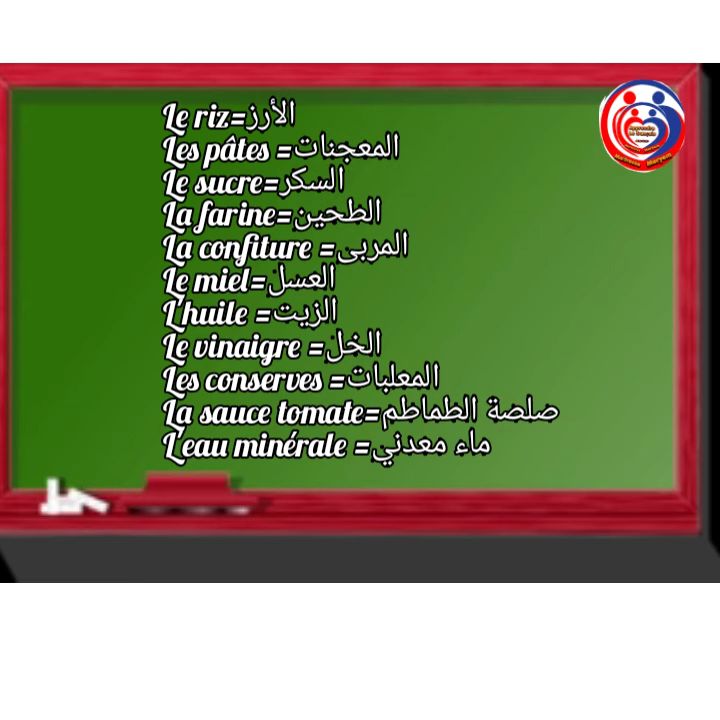 Le riz=الأرز
Les pâtes =المعجنات
Le sucre=السكر
La farine=الطحين
La confiture =المربى
Le miel=العسل
L'huile =الزيت
Le vinaigre =الخل
Les conserves =المعلبات
La sauce tomate=صلصة الطماطم
L'eau minérale =ماء معدني